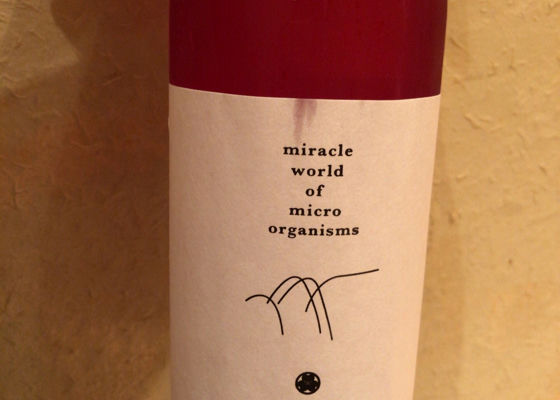 miracle
world
of
micro
organisms